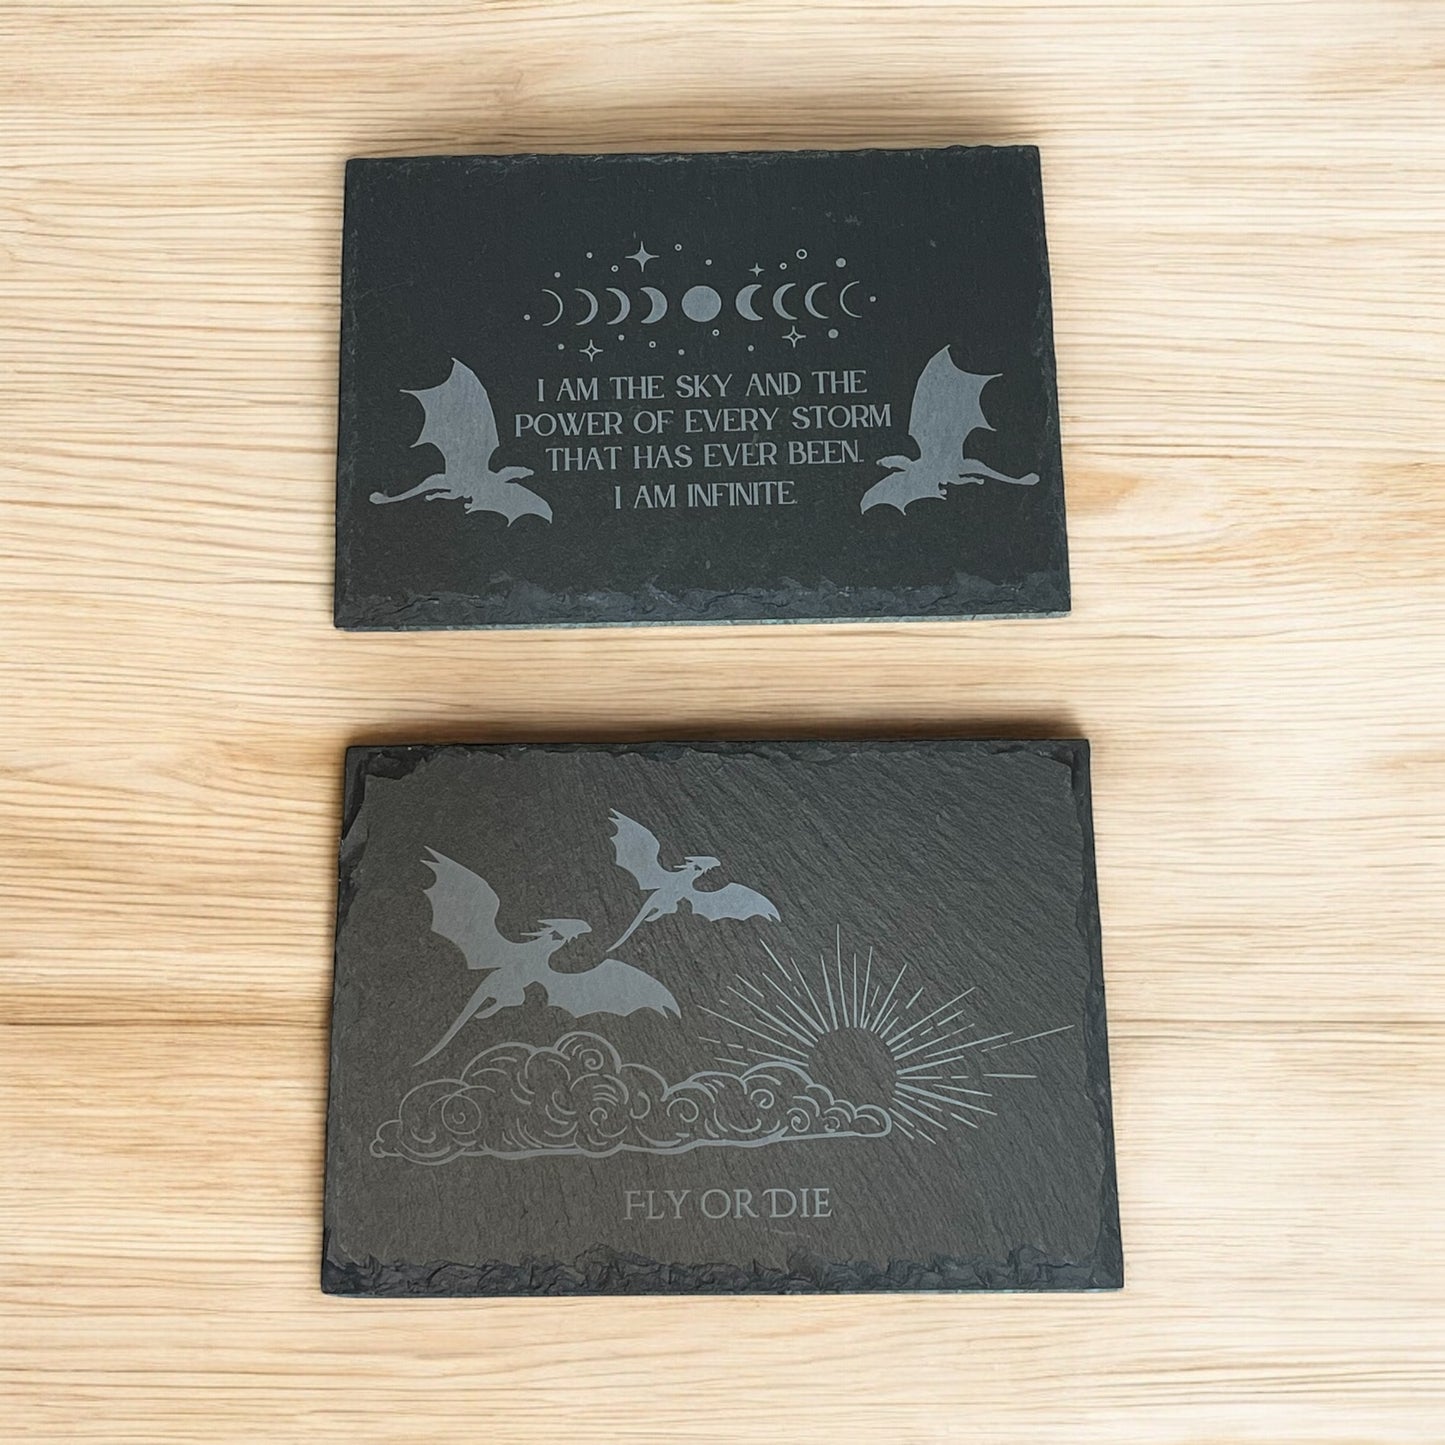 I AM THE SKY AND THE
POWER OF EVERY STORM
THAT HAS EVER BEEN.
I AM INFINITE.
FLY OR DIE